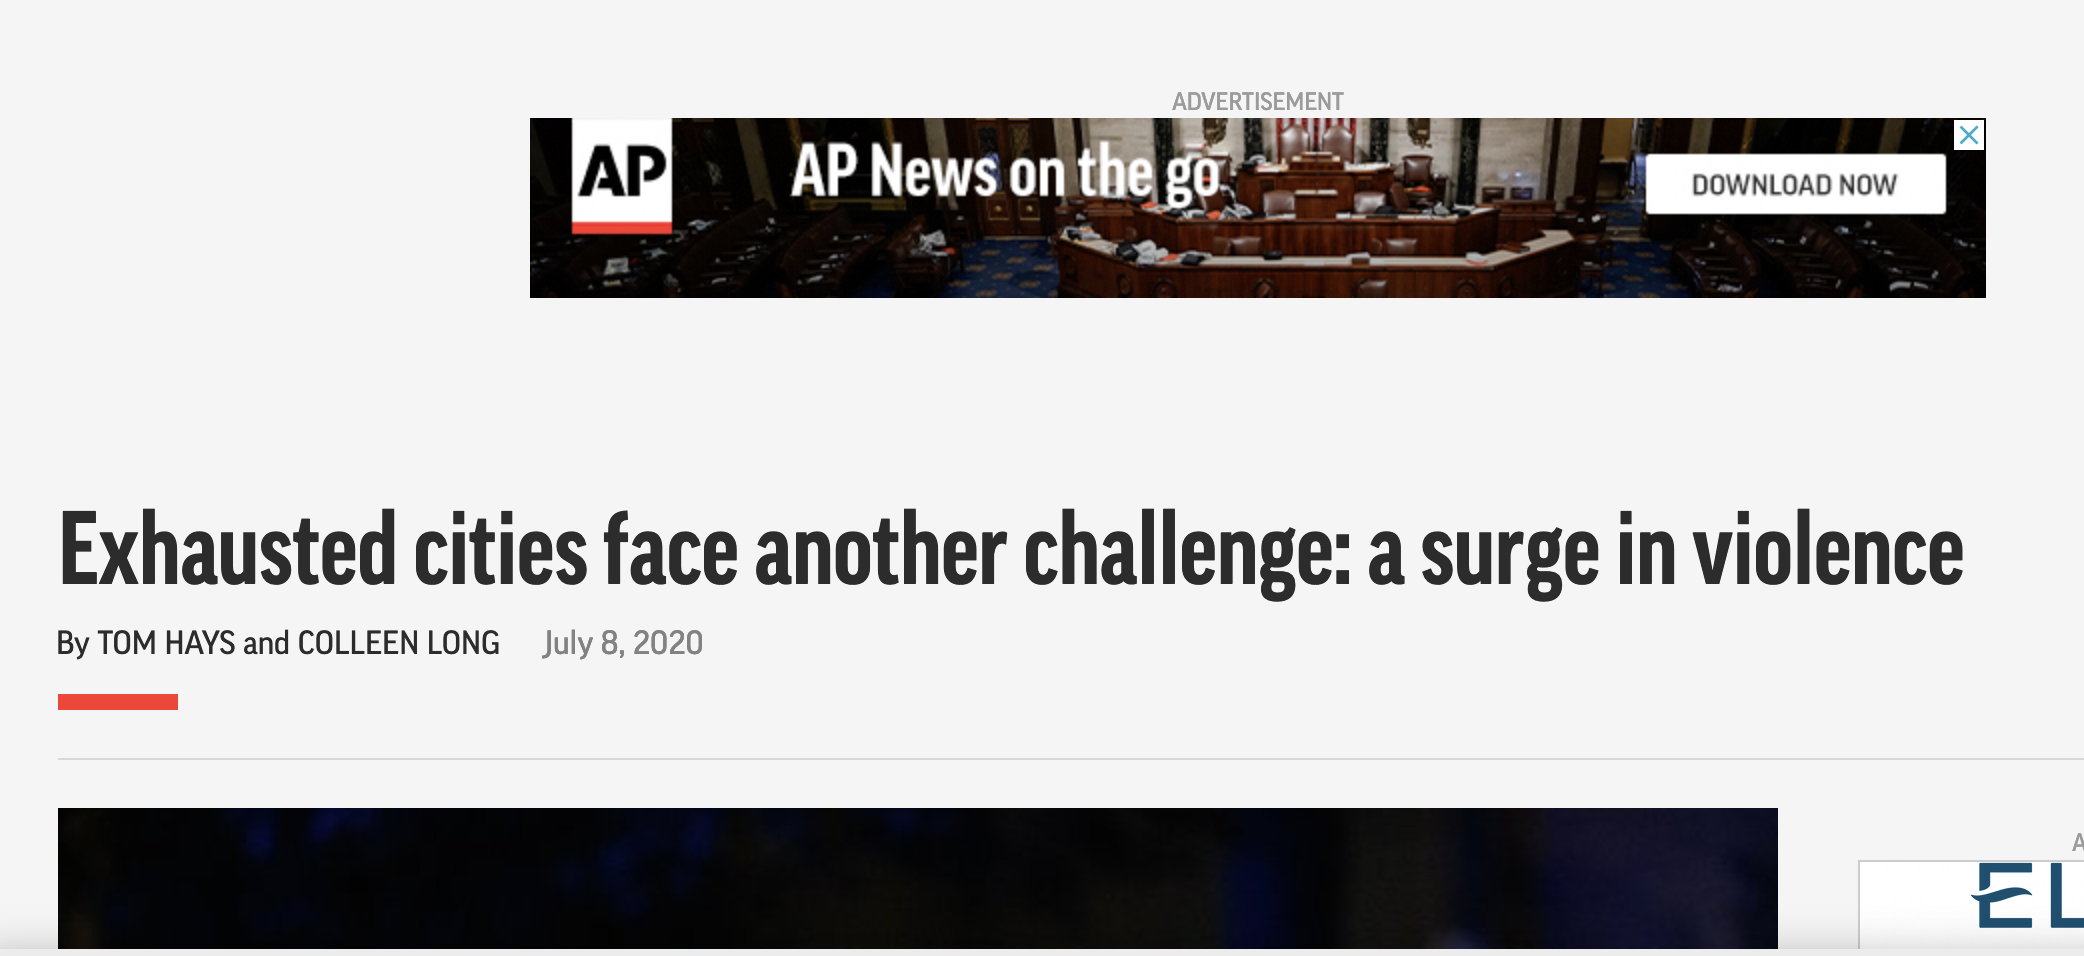 ADVERTISEMENT
AP
AP News on the go
DOWNLOAD NOW
Exhausted cities face another challenge: a surge in violence
By TOM HAYS and COLLEEN LONG July 8, 2020
A
EL